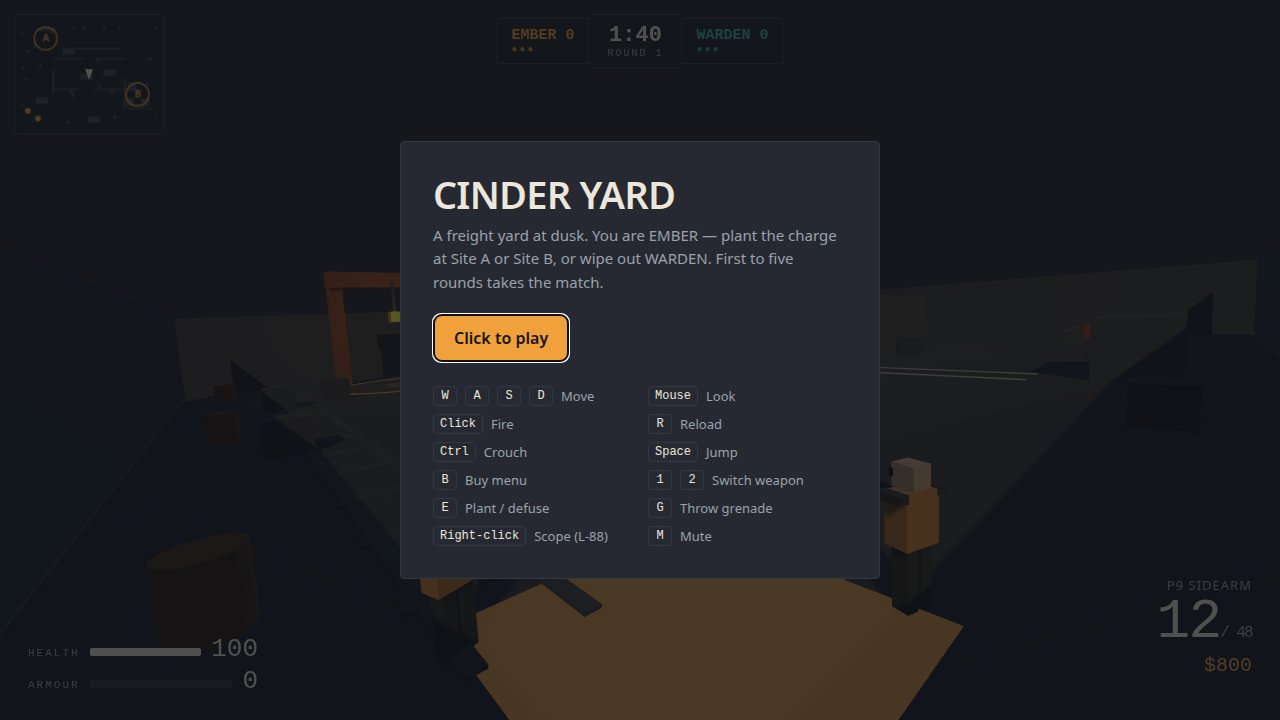 A
B
EMBER 0
1:40
ROUND 1
WARDEN 0
CINDER YARD
A freight yard at dusk. You are EMBER — plant the charge
at Site A or Site B, or wipe out WARDEN. First to five
rounds takes the match.
Click to play
W A S D Move
Mouse Look
Click Fire
R Reload
Ctrl Crouch
Space Jump
B Buy menu
1 2 Switch weapon
E Plant / defuse
G Throw grenade
Right-click Scope (L-88)
M Mute
HEALTH 100
ARMOUR 0
P9 SIDEARM
12 / 48
$800